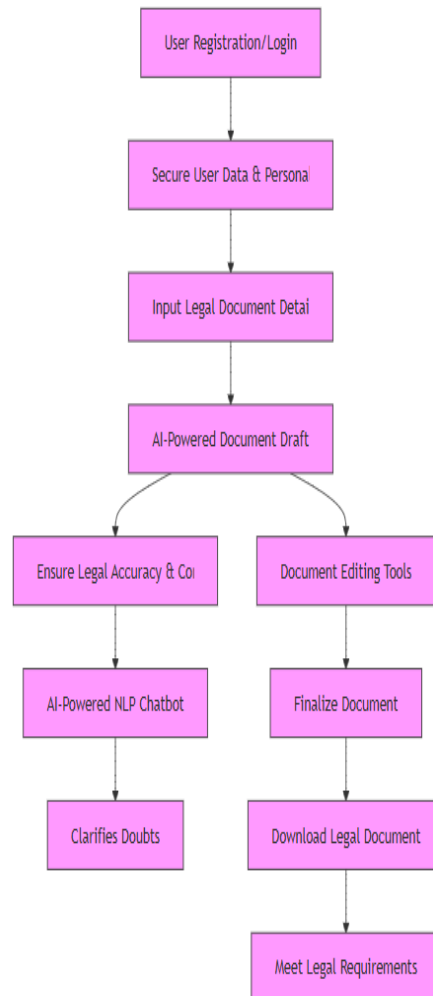 User Registration/Login
Secure User Data & Personal
Input Legal Document Detai
AI-Powered Document Draft
Ensure Legal Accuracy & Co
Document Editing Tools
AI-Powered NLP Chatbot
Finalize Document
Clarifies Doubts
Download Legal Document
Meet Legal Requirements